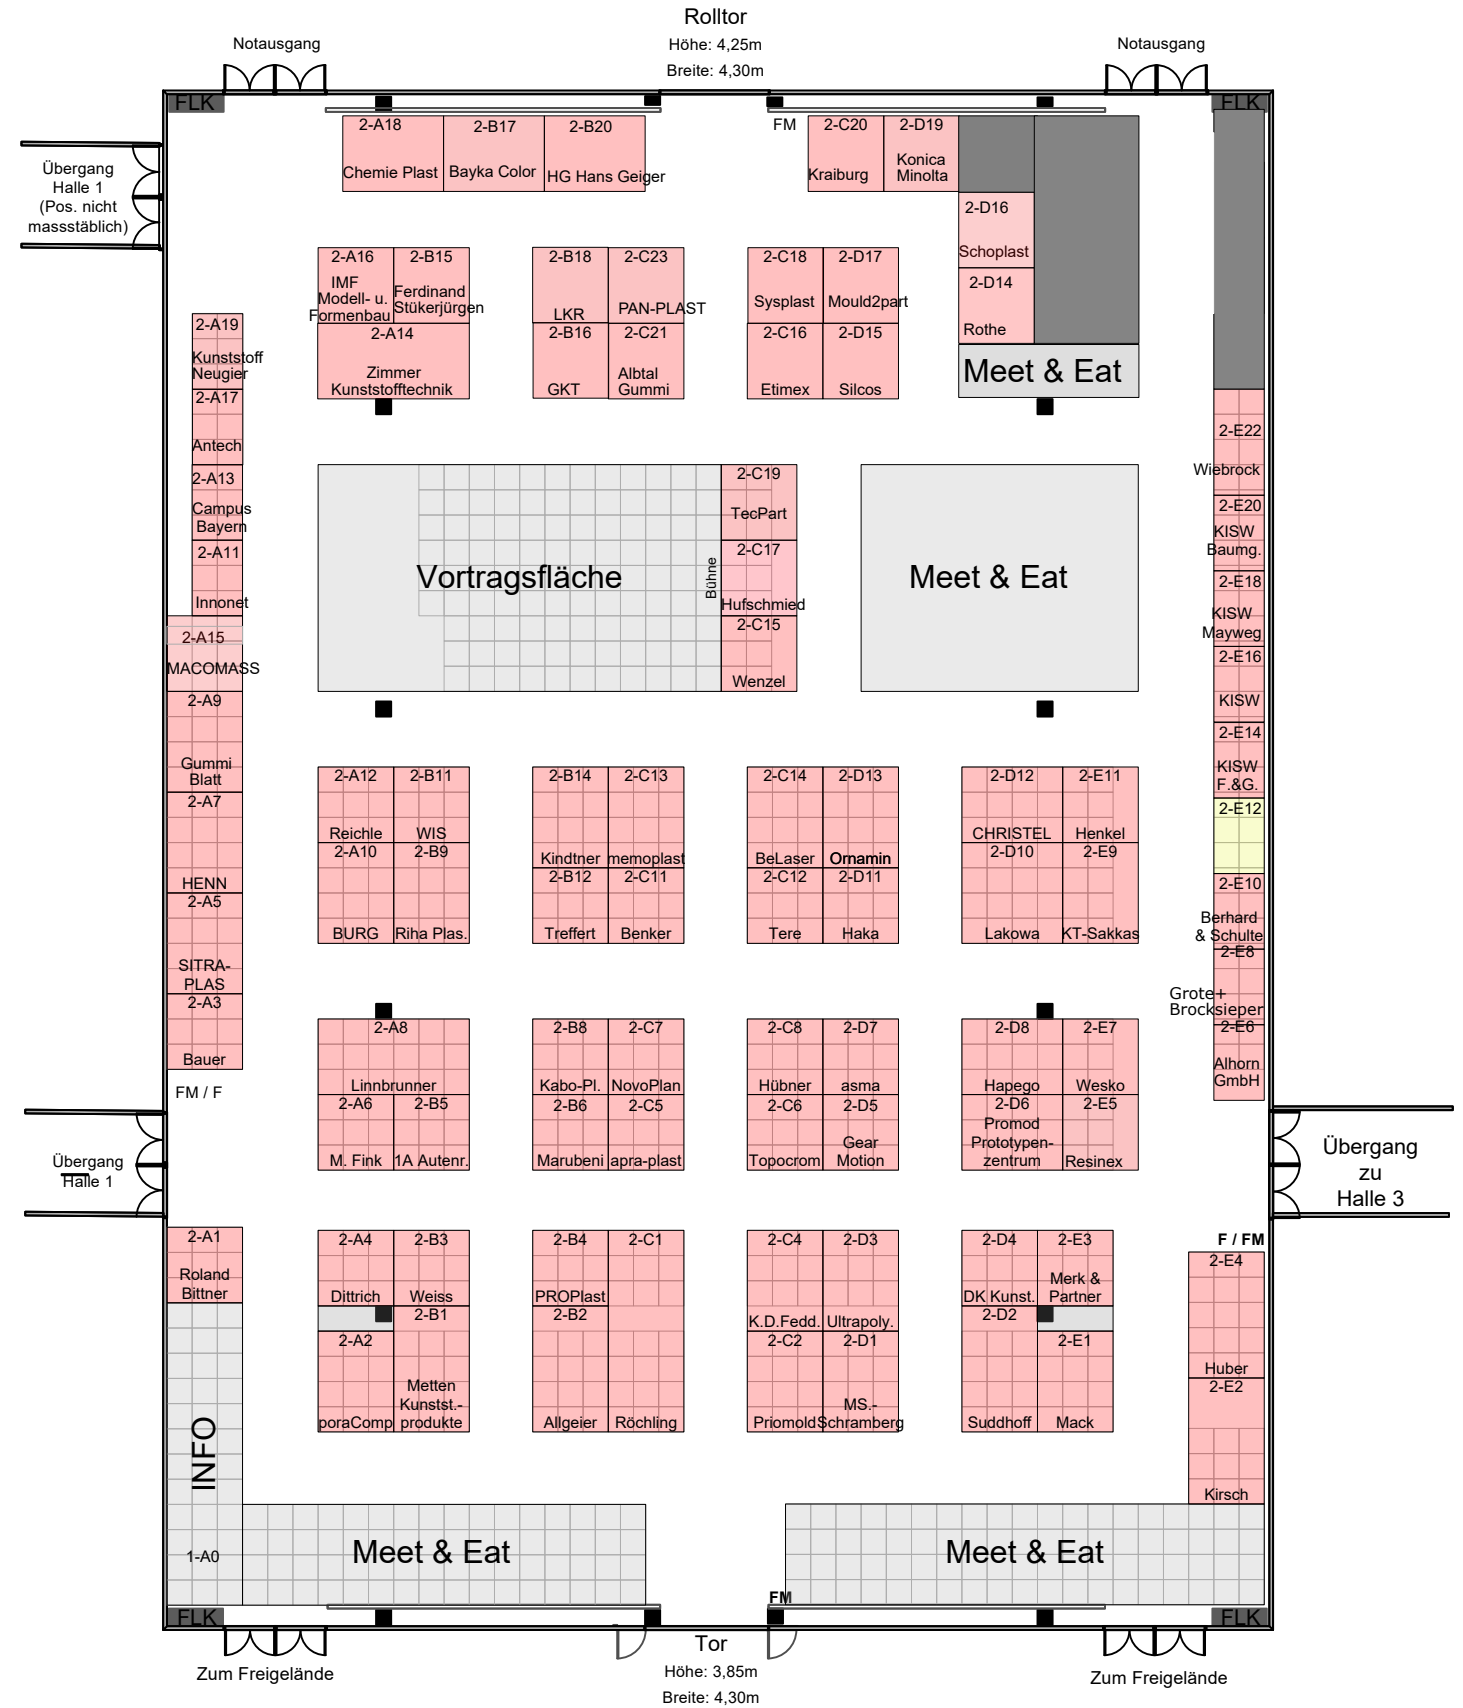 Rolltor
Höhe: 4,25m
Breite: 4,30m
Notausgang
Notausgang
FLK
FLK
FM
2-A18
Chemie Plast
2-B17
Bayka Color
2-B20
HG Hans Geiger
2-C20
Kraiburg
2-D19
Konica
Minolta
Übergang
Halle 1
(Pos. nicht
massstäblich)
2-D16
Schoplast
2-D14
Rothe
Meet & Eat
2-A16
IMF
Modell- u.
Formenbau
2-B15
Ferdinand
Stükerjürgen
2-A14
Zimmer
Kunststofftechnik
2-B18
LKR
2-C23
PAN-PLAST
2-B16
GKT
2-C21
Albtal
Gummi
2-C18
Sysplast
2-D17
Mould2part
2-C16
Etimex
2-D15
Silcos
2-A19
Kunststoff
Neugier
2-A17
Antech
2-A13
Campus
Bayern
2-A11
Innonet
2-A15
MACOMASS
2-A9
Gummi
Blatt
2-A7
HENN
2-A5
SITRA-
PLAS
2-A3
Bauer
FM / F
Vortragsfläche
Bühne
2-C19
TecPart
2-C17
Hufschmied
2-C15
Wenzel
Meet & Eat
2-E22
Wiebrock
2-E20
KISW
Baumg.
2-E18
KISW
Mayweg
2-E16
KISW
2-E14
KISW
F.&G.
2-E12
2-E10
Berhard
& Schulte
2-E8
Grote+
Brocksieper
2-E6
Alhorn
GmbH
2-A12
Reichle
2-B11
WIS
2-A10
BURG
2-B9
Riha Plas.
2-B14
Kindtner
2-C13
memoplast
2-B12
Treffert
2-C11
Benker
2-C14
BeLaser
2-D13
Ornamin
2-C12
Tere
2-D11
Haka
2-D12
CHRISTEL
2-E11
Henkel
2-D10
Lakowa
2-E9
KT-Sakkas
2-A8
Linnbrunner
2-A6
M. Fink
2-B5
1A Autenr.
2-B8
Kabo-Pl.
2-C7
NovoPlan
2-B6
Marubeni
2-C5
apra-plast
2-C8
Hübner
2-D7
asma
2-C6
Topocrom
2-D5
Gear
Motion
2-D8
Hapego
2-E7
Wesko
2-D6
Promod
Prototypen-
zentrum
2-E5
Resinex
Übergang
Halle 1
Übergang
zu
Halle 3
2-A1
Roland
Bittner
2-A4
Dittrich
2-B3
Weiss
2-A2
poraComp
2-B1
Metten
Kunstst.-
produkte
2-B4
PROPlast
2-C1
Röchling
2-B2
Allgeier
2-C4
K.D.Fedd.
2-D3
Ultrapoly.
2-C2
Priomold
2-D1
MS.-
Schramberg
2-D4
DK Kunst.
2-E3
Merk &
Partner
2-D2
Suddhoff
2-E1
Mack
F / FM
2-E4
Huber
2-E2
Kirsch
INFO
1-A0
Meet & Eat
Meet & Eat
FM
FLK
FLK
Zum Freigelände
Tor
Höhe: 3,85m
Breite: 4,30m
Zum Freigelände